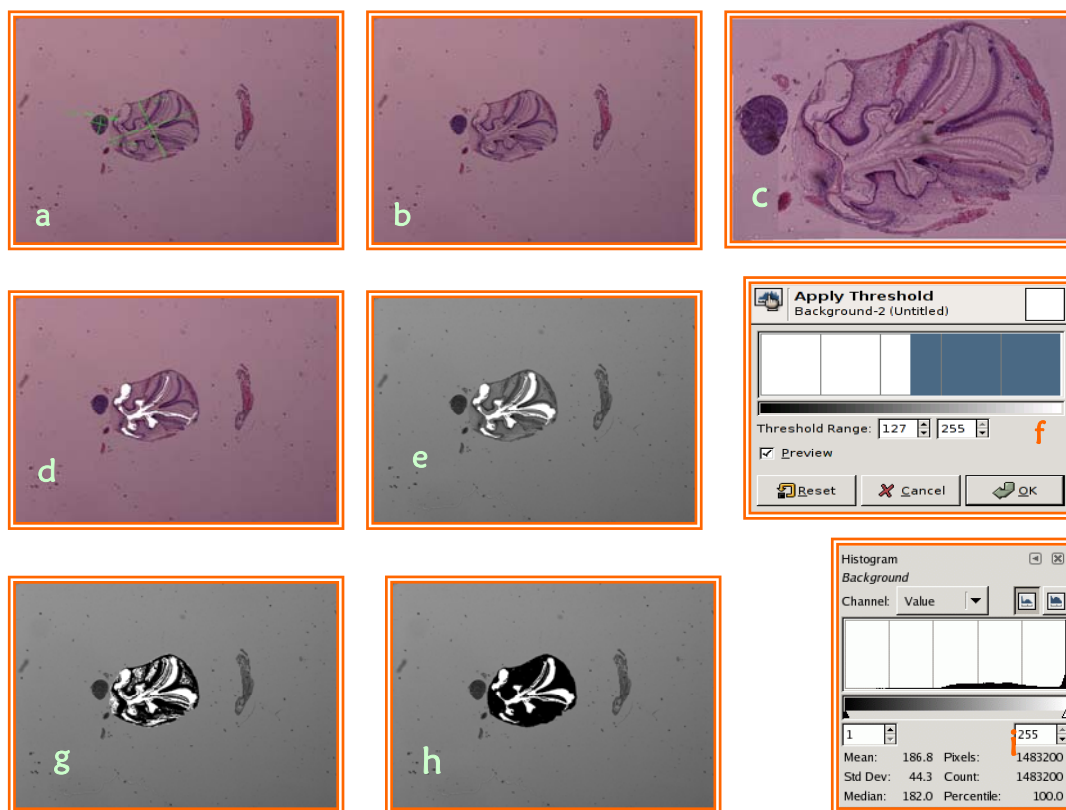 a
b
c
d
e
Apply Threshold
Background-2 (Untitled)
Threshold Range: 127 255
Preview
Reset Cancel OK
f
g
h
Histogram
Background
Channel: Value
1 255
i
Mean: 186.8 Pixels: 1483200
Std Dev: 44.3 Count: 1483200
Median: 182.0 Percentile: 100.0